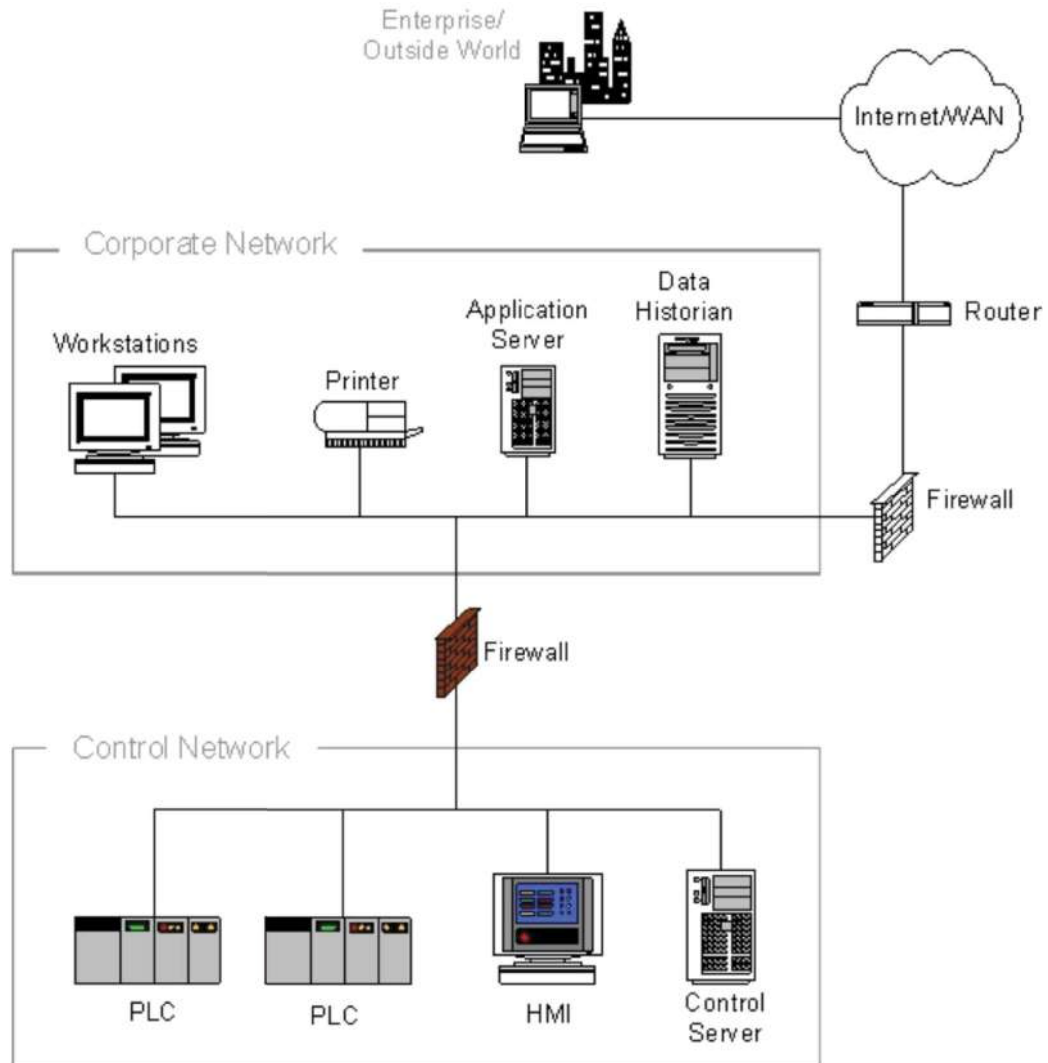 Enterprise/
Outside World
Internet/WAN
Corporate Network
Workstations
Printer
Application
Server
Data
Historian
Router
Firewall
Firewall
Control Network
PLC
PLC
HMI
Control
Server